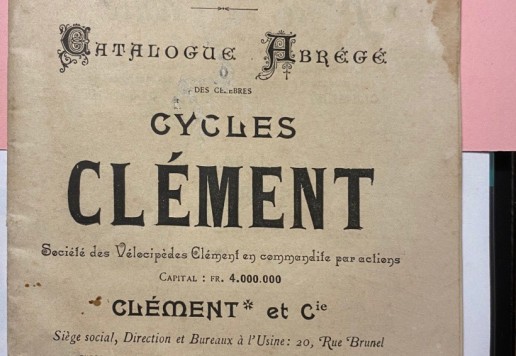 CATALOGUE ABRÉGÉ
DES CÉLÈBRES
CYCLES
CLÉMENT
Société des Vélocipèdes Clément en commandite par actions
CAPITAL : FR. 4.000.000
CLÉMENT* et Cie
Siège social, Direction et Bureaux à l'Usine : 20, Rue Brunel